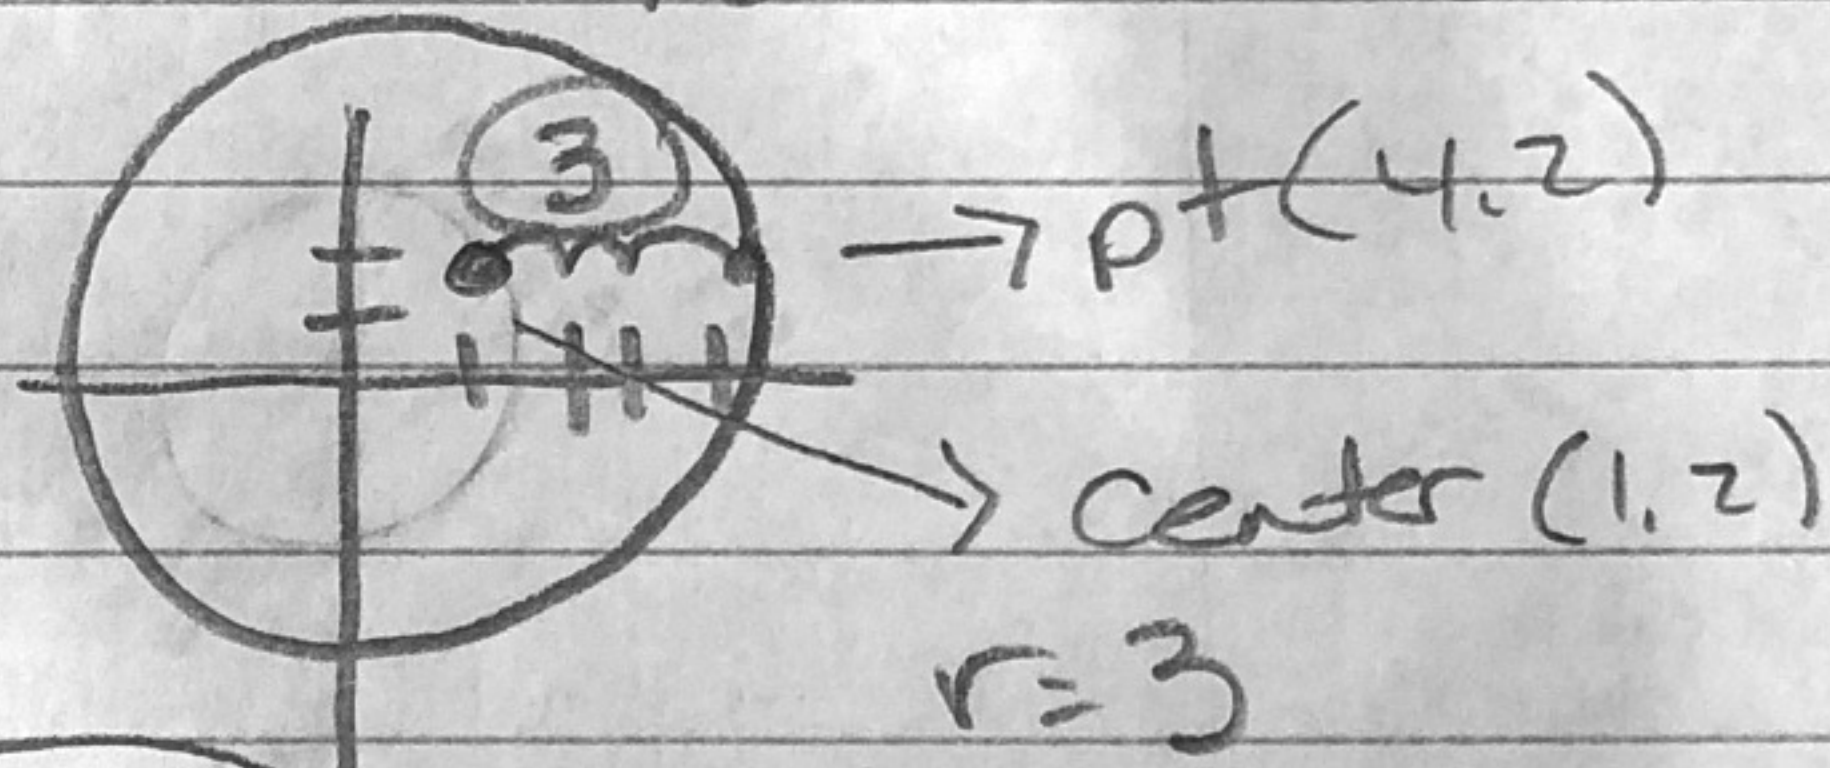 3
→ pt (4,2)
→ center (1,2)
r=3